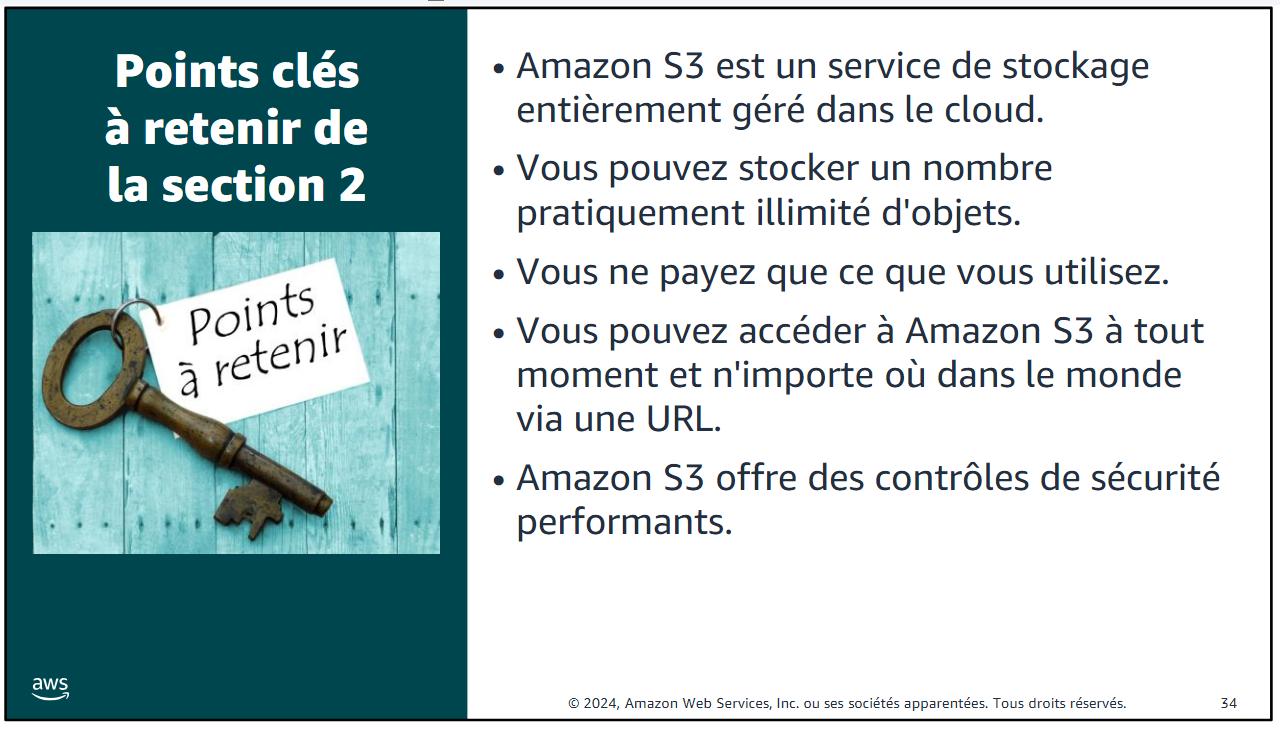 Points clés
à retenir de
la section 2
Points
à retenir
aws
• Amazon S3 est un service de stockage
entièrement géré dans le cloud.
• Vous pouvez stocker un nombre
pratiquement illimité d'objets.
• Vous ne payez que ce que vous utilisez.
• Vous pouvez accéder à Amazon S3 à tout
moment et n'importe où dans le monde
via une URL.
• Amazon S3 offre des contrôles de sécurité
performants.
© 2024, Amazon Web Services, Inc. ou ses sociétés apparentées. Tous droits réservés.
34